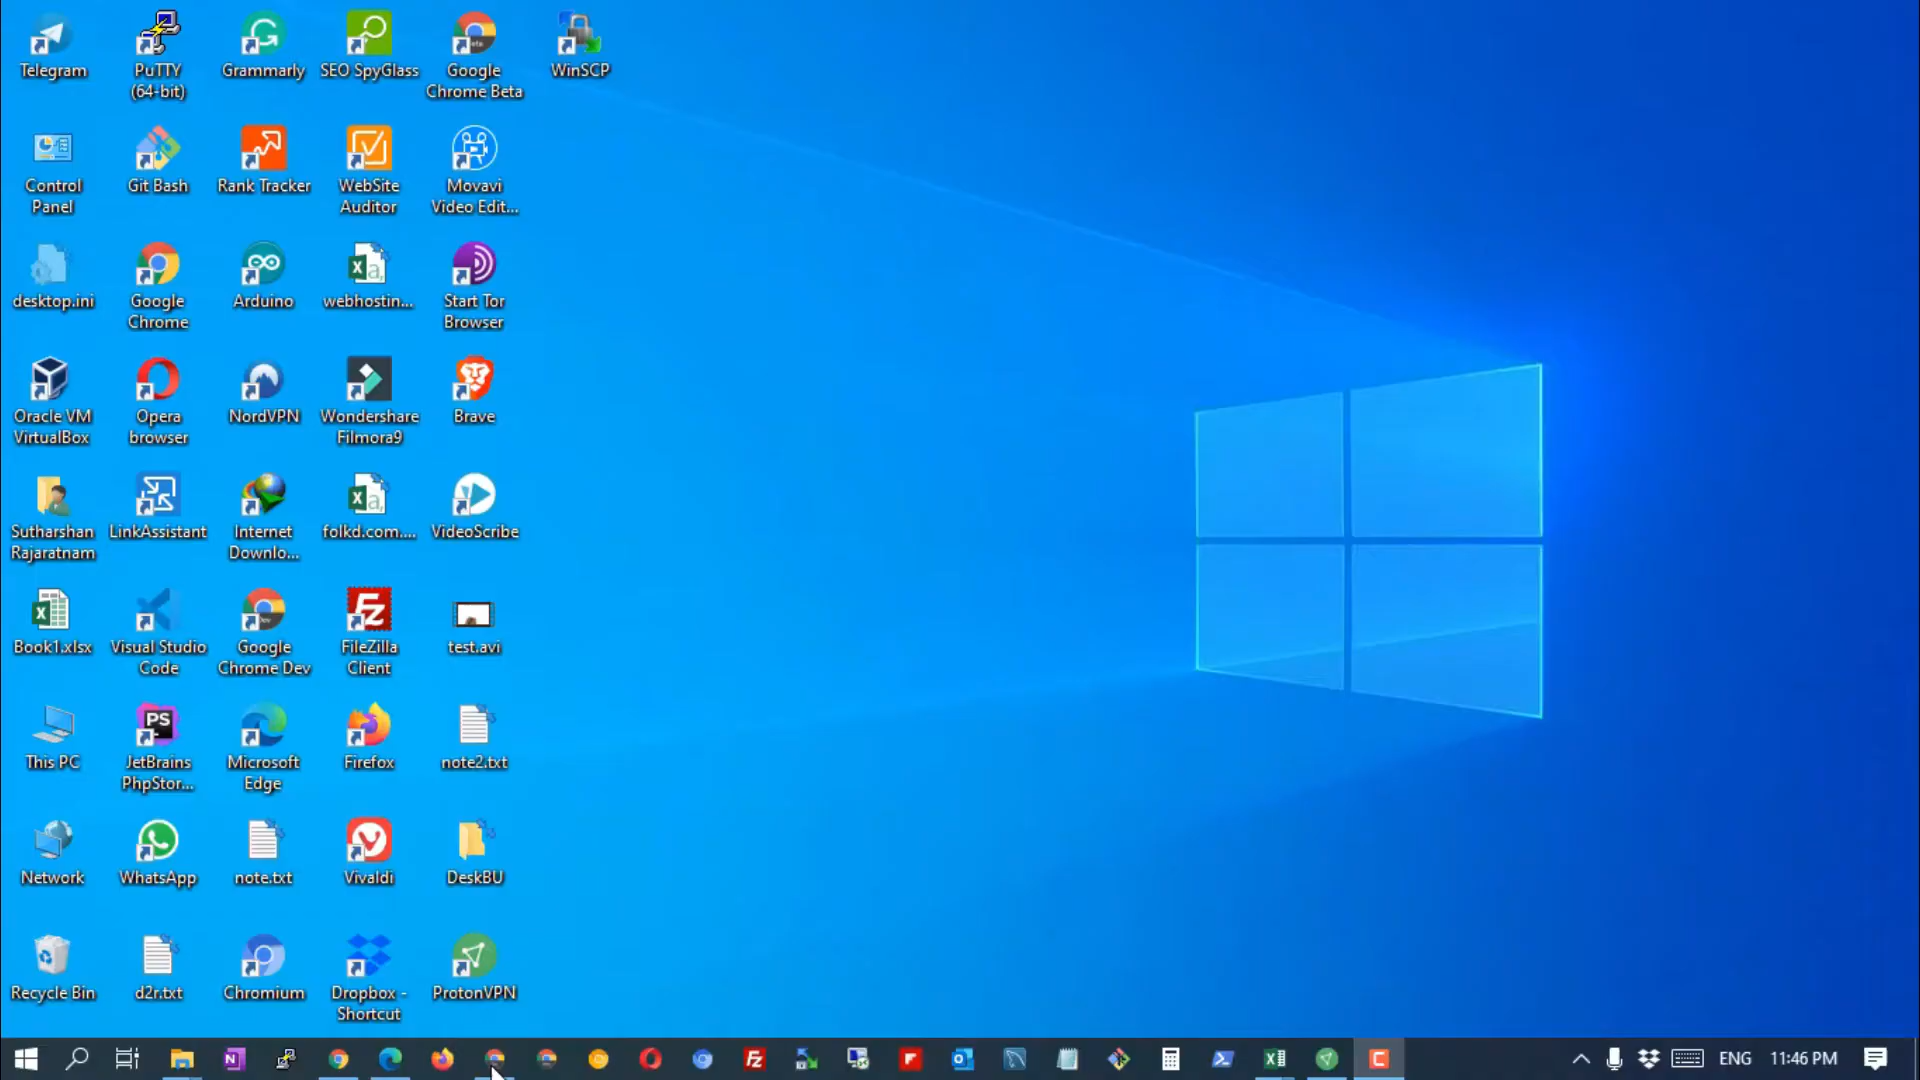 Telegram
PuTTY
(64-bit)
Grammarly
SEO SpyGlass
Google
Chrome Beta
WinSCP
Control
Panel
Git Bash
Rank Tracker
WebSite
Auditor
Movavi
Video Edit...
desktop.ini
Google
Chrome
Arduino
webhostin...
Start Tor
Browser
Oracle VM
VirtualBox
Opera
browser
NordVPN
Wondershare
Filmora9
Brave
Sutharshan
Rajaratnam
LinkAssistant
Internet
Downlo...
folkd.com....
VideoScribe
Book1.xlsx
Visual Studio
Code
Google
Chrome Dev
FileZilla
Client
test.avi
This PC
JetBrains
PhpStor...
Microsoft
Edge
Firefox
note2.txt
Network
WhatsApp
note.txt
Vivaldi
DeskBU
Recycle Bin
d2r.txt
Chromium
Dropbox -
Shortcut
ProtonVPN
ENG
11:46 PM